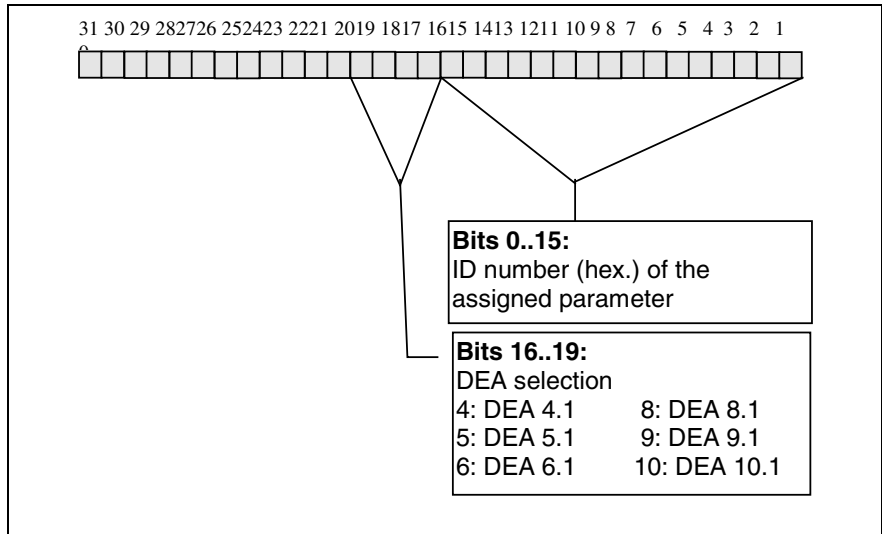 31 30 29 282726 252423 2221 2019 1817 1615 1413 1211 10 9 8 7 6 5 4 3 2 1
0
Bits 0..15:
ID number (hex.) of the
assigned parameter
Bits 16..19:
DEA selection
4: DEA 4.1 8: DEA 8.1
5: DEA 5.1 9: DEA 9.1
6: DEA 6.1 10: DEA 10.1